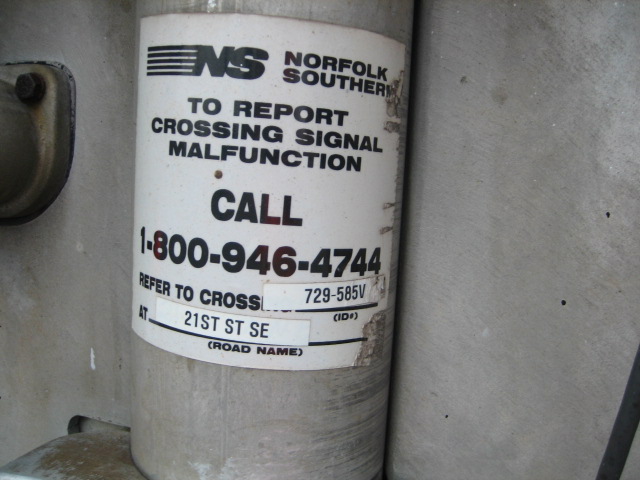 NS NORFOLK
SOUTHERN
TO REPORT
CROSSING SIGNAL
MALFUNCTION
CALL
1-800-946-4744
REFER TO CROSSING 729-585V
(ID#)
AT 21ST ST SE
(ROAD NAME)